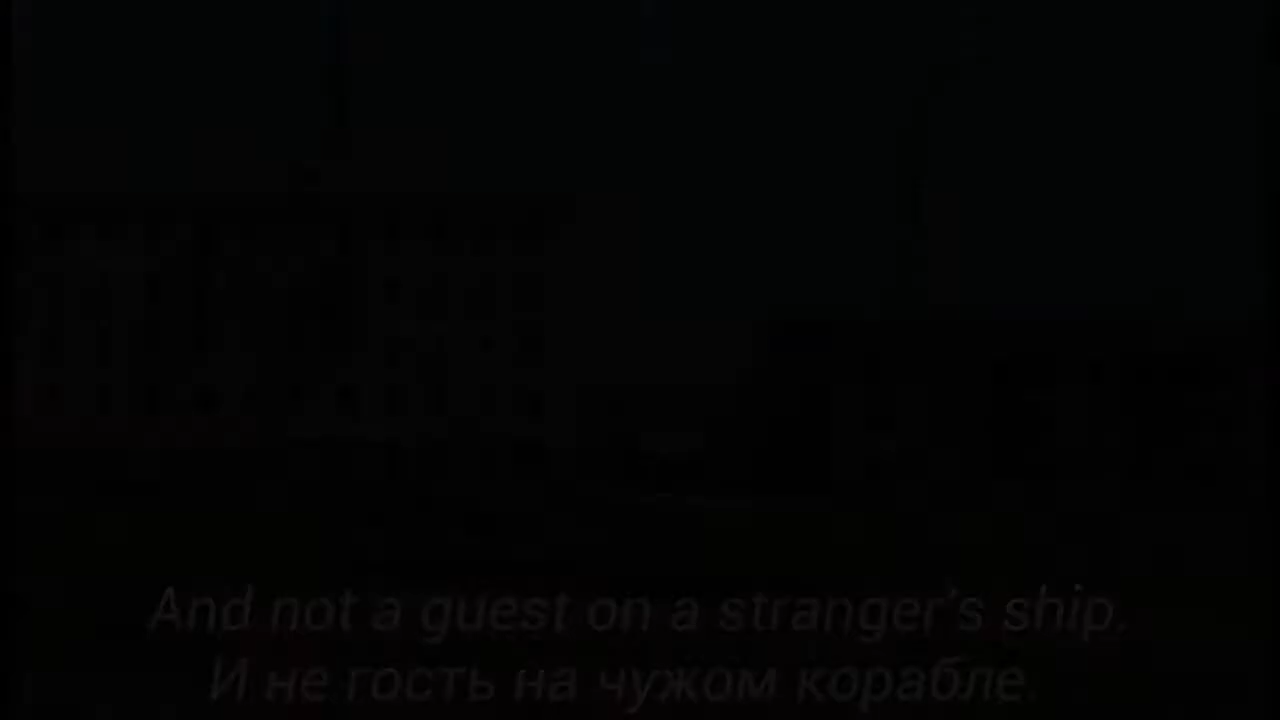 And not a guest on a stranger's ship.
И не гость на чужом корабле.